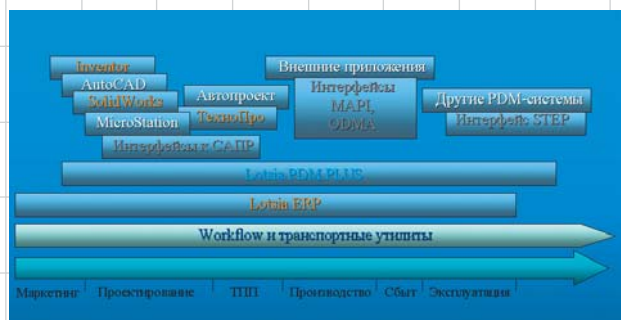 Inventor
AutoCAD
SolidWorks
MicroStation
Интерфейсы к САПР
Автопроект
ТехноПро
Внешние приложения
Интерфейсы
MAPI,
ODMA
Другие PDM-системы
Интерфейс STEP
Lotsia PDM PLUS
Lotsia ERP
Workflow и транспортные утилиты
Маркетинг Проектирование ТПП Производство Сбыт Эксплуатация